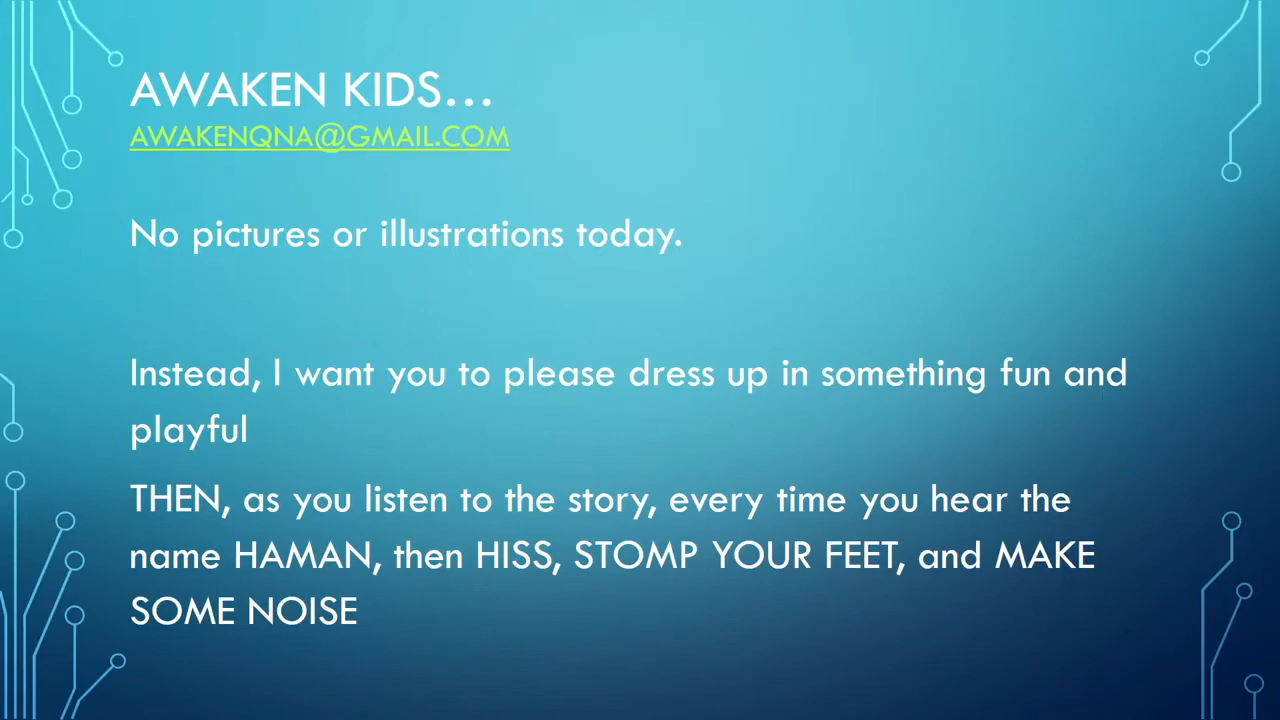 AWAKEN KIDS…
AWAKENQNA@GMAIL.COM
No pictures or illustrations today.
Instead, I want you to please dress up in something fun and
playful
THEN, as you listen to the story, every time you hear the
name HAMAN, then HISS, STOMP YOUR FEET, and MAKE
SOME NOISE